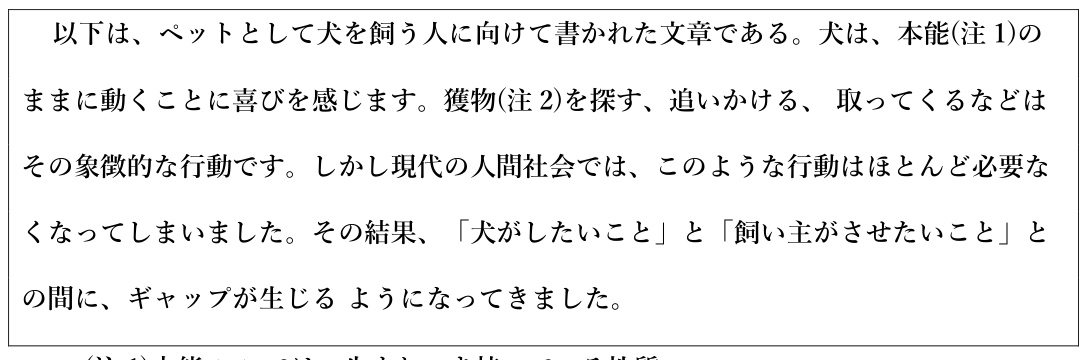 以下は、ペットとして犬を飼う人に向けて書かれた文章である。犬は、本能(注 1)の
ままに動くことに喜びを感じます。獲物(注 2)を探す、追いかける、 取ってくるなどは
その象徴的な行動です。しかし現代の人間社会では、このような行動はほとんど必要な
くなってしまいました。その結果、「犬がしたいこと」と「飼い主がさせたいこと」と
の間に、ギャップが生じる ようになってきました。